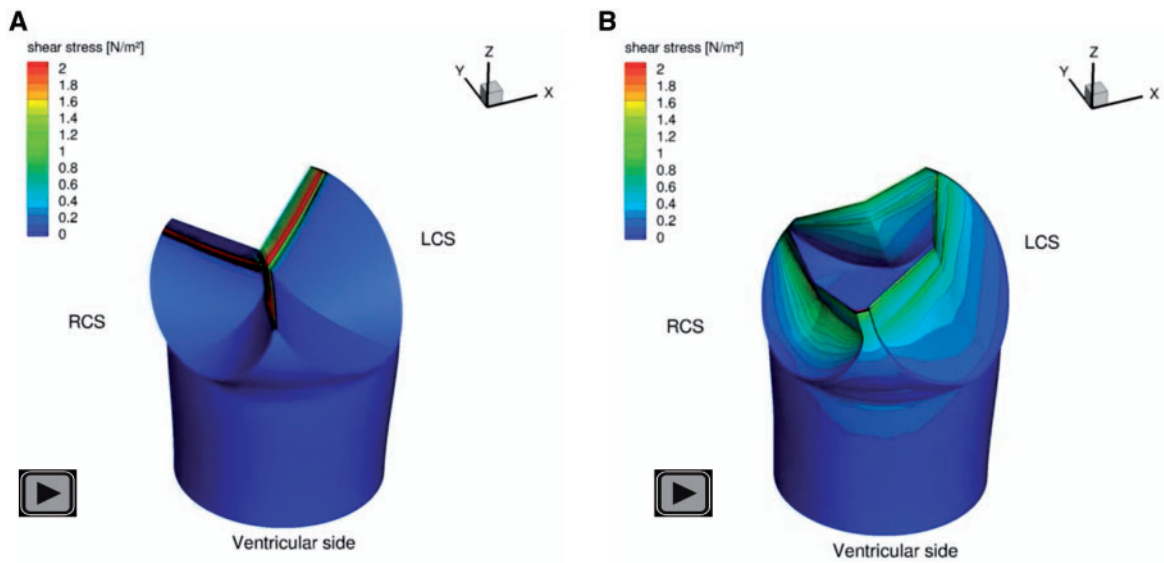 A
shear stress [N/m²]
2
1.8
1.6
1.4
1.2
1
0.8
0.6
0.4
0.2
0
Z
Y
X
LCS
RCS
Ventricular side
B
shear stress [N/m²]
2
1.8
1.6
1.4
1.2
1
0.8
0.6
0.4
0.2
0
Z
Y
X
LCS
RCS
Ventricular side